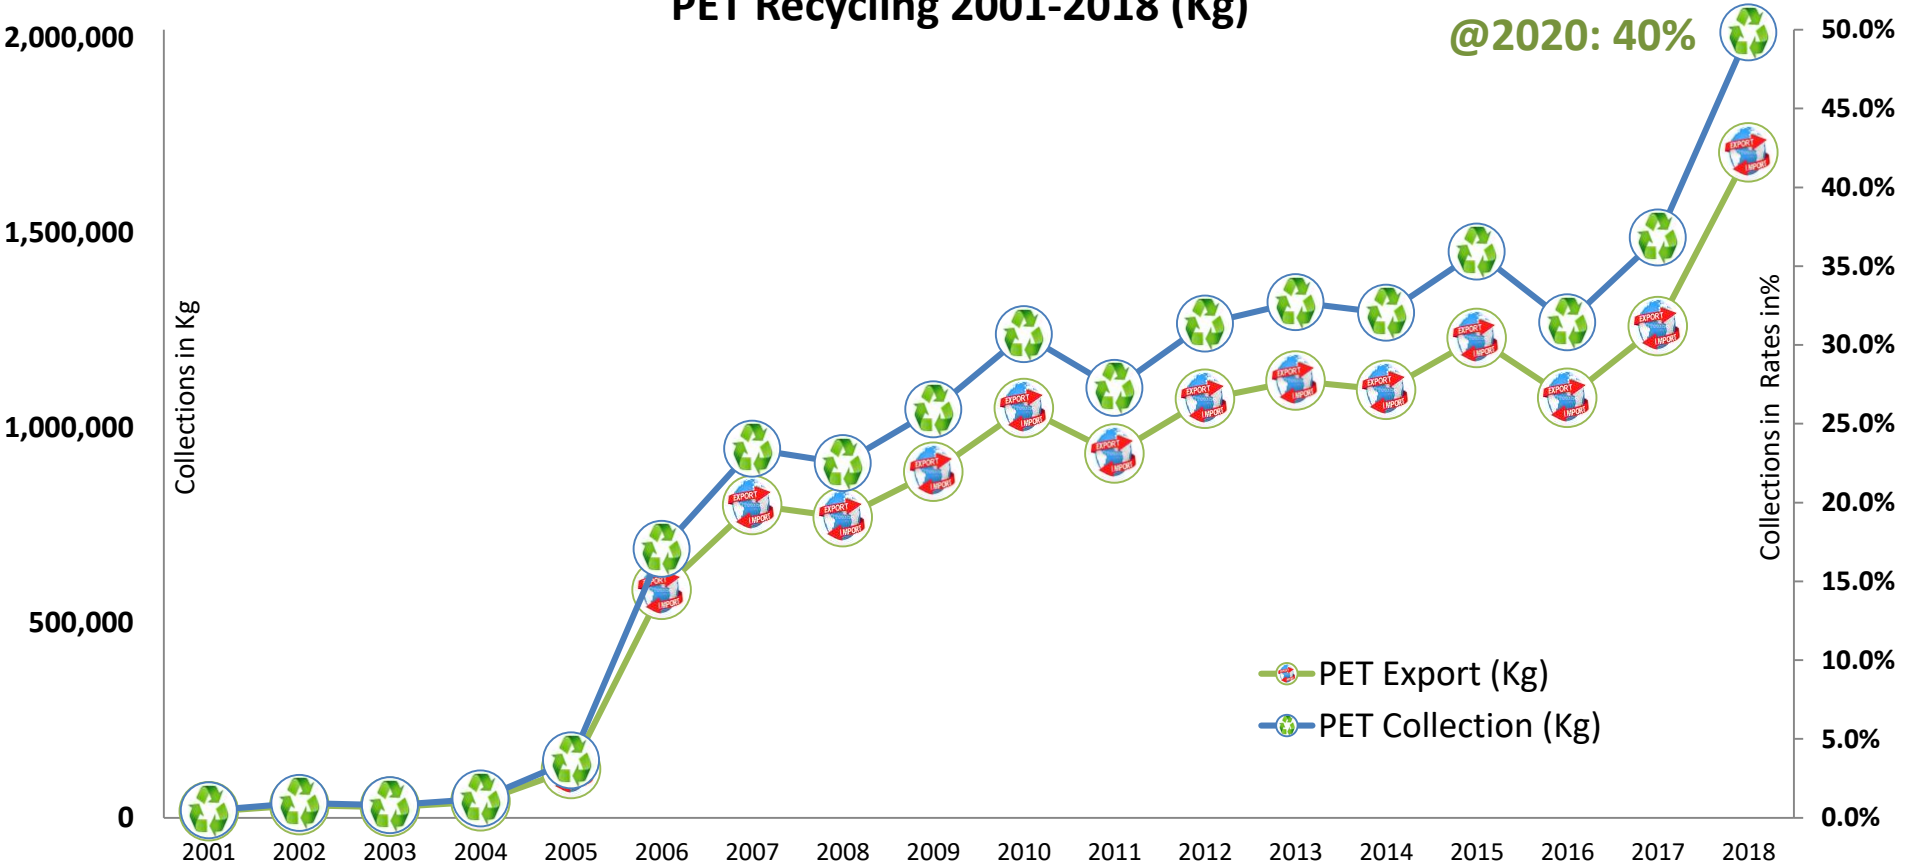 PET Recycling 2001-2018 (Kg)
@2020: 40%
2,000,000
1,500,000
1,000,000
500,000
0
Collections in Kg
50.0%
45.0%
40.0%
35.0%
30.0%
25.0%
20.0%
15.0%
10.0%
5.0%
0.0%
Collections in Rates in%
EXPORT
IMPORT
PET Export (Kg)
PET Collection (Kg)
2001 2002 2003 2004 2005 2006 2007 2008 2009 2010 2011 2012 2013 2014 2015 2016 2017 2018